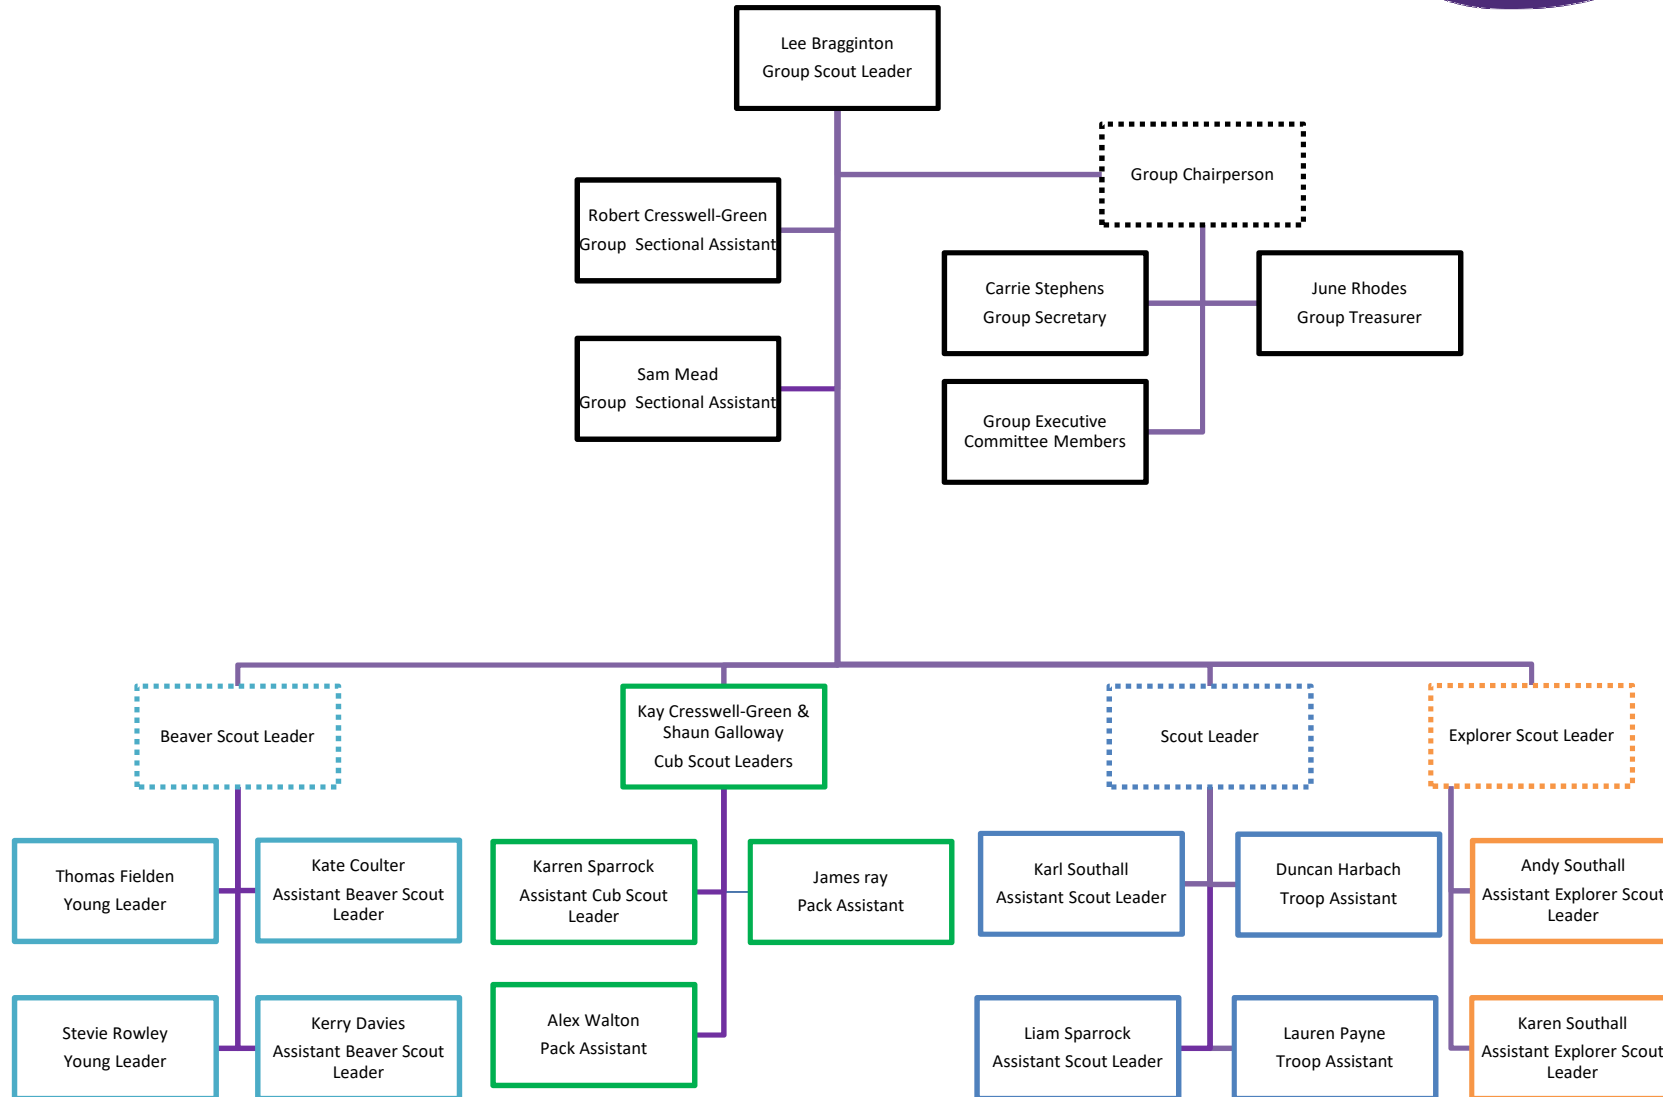 Lee Bragginton
Group Scout Leader
Group Chairperson
Robert Cresswell-Green
Group  Sectional Assistant
Carrie Stephens
Group Secretary
June Rhodes
Group Treasurer
Sam Mead
Group  Sectional Assistant
Group Executive
Committee Members
Beaver Scout Leader
Kay Cresswell-Green &
Shaun Galloway
Cub Scout Leaders
Scout Leader
Explorer Scout Leader
Thomas Fielden
Young Leader
Kate Coulter
Assistant Beaver Scout
Leader
Karren Sparrock
Assistant Cub Scout
Leader
James ray
Pack Assistant
Karl Southall
Assistant Scout Leader
Duncan Harbach
Troop Assistant
Andy Southall
Assistant Explorer Scout
Leader
Stevie Rowley
Young Leader
Kerry Davies
Assistant Beaver Scout
Leader
Alex Walton
Pack Assistant
Liam Sparrock
Assistant Scout Leader
Lauren Payne
Troop Assistant
Karen Southall
Assistant Explorer Scout
Leader